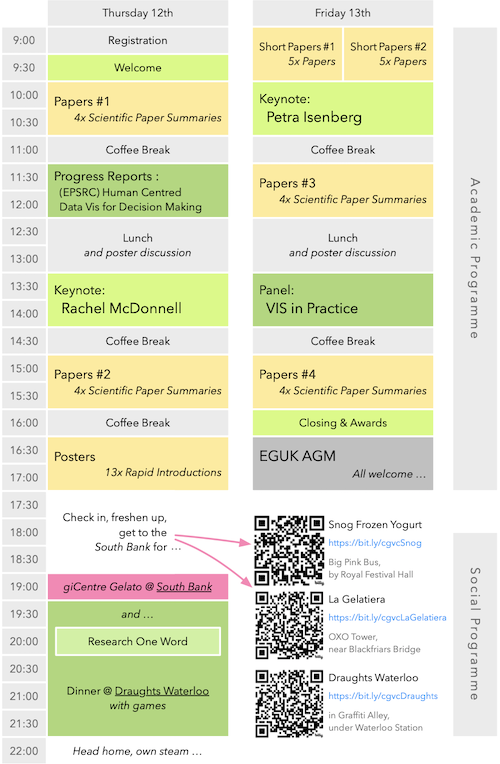 Thursday 12th
Friday 13th
9:00
Registration
9:30
Welcome
Short Papers #1
5x Papers
Short Papers #2
5x Papers
10:00
Papers #1
Keynote:
10:30
4x Scientific Paper Summaries
Petra Isenberg
11:00
Coffee Break
Coffee Break
11:30
Progress Reports :
(EPSRC) Human Centred
Data Vis for Decision Making
12:00
Papers #3
4x Scientific Paper Summaries
12:30
Lunch
and poster discussion
13:00
Lunch
and poster discussion
13:30
Keynote:
Rachel McDonnell
14:00
Panel:
VIS in Practice
14:30
Coffee Break
Coffee Break
15:00
Papers #2
4x Scientific Paper Summaries
15:30
Papers #4
4x Scientific Paper Summaries
16:00
Coffee Break
Closing & Awards
16:30
Posters
13x Rapid Introductions
17:00
EGUK AGM
All welcome …
Academic Programme
17:30
18:00
18:30
Check in, freshen up,
get to the
South Bank for …
19:00
giCentre Gelato @ South Bank
19:30
and …
20:00
Research One Word
20:30
21:00
Dinner @ Draughts Waterloo
with games
21:30
22:00
Head home, own steam …
Snog Frozen Yogurt
https://bit.ly/cgvcSnog
Big Pink Bus,
by Royal Festival Hall
La Gelatiera
https://bit.ly/cgvcLaGelatiera
OXO Tower,
near Blackfriars Bridge
Draughts Waterloo
https://bit.ly/cgvcDraughts
in Graffiti Alley,
under Waterloo Station
Social Programme